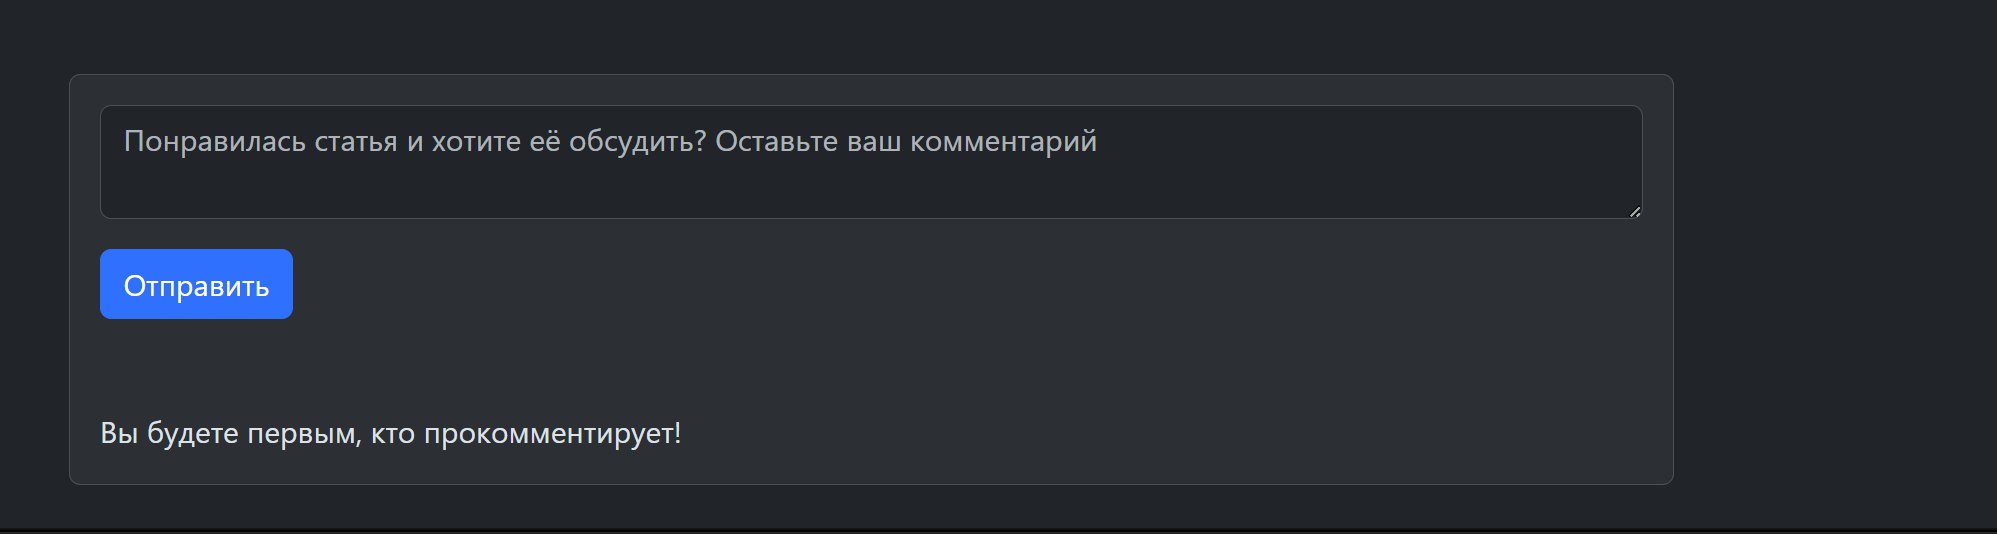 Понравилась статья и хотите её обсудить? Оставьте ваш комментарий
Отправить
Вы будете первым, кто прокомментирует!